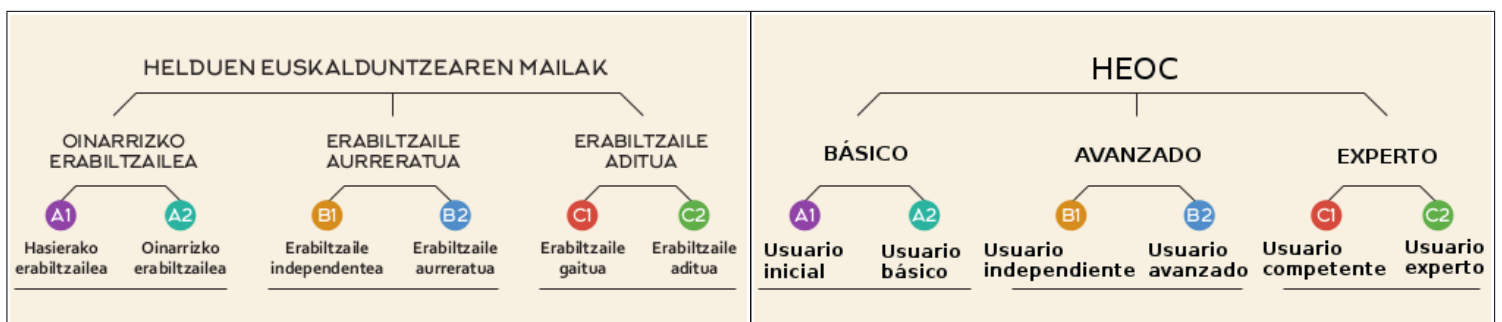 HELDUEN EUSKALDUNTZEAREN MAILAK
OINARRIZKO
ERABILTZAILEA
ERABILTZAILE
AURRERATUA
ERABILTZAILE
ADITUA
A1
A2
B1
B2
C1
C2
Hasierako
erabiltzailea
Oinarrizko
erabiltzailea
Erabiltzaile
independentea
Erabiltzaile
aurreratua
Erabiltzaile
gaitua
Erabiltzaile
aditua
HEOC
BÁSICO
AVANZADO
EXPERTO
A1
A2
B1
B2
C1
C2
Usuario
inicial
Usuario
básico
Usuario
independiente
Usuario
avanzado
Usuario
competente
Usuario
experto